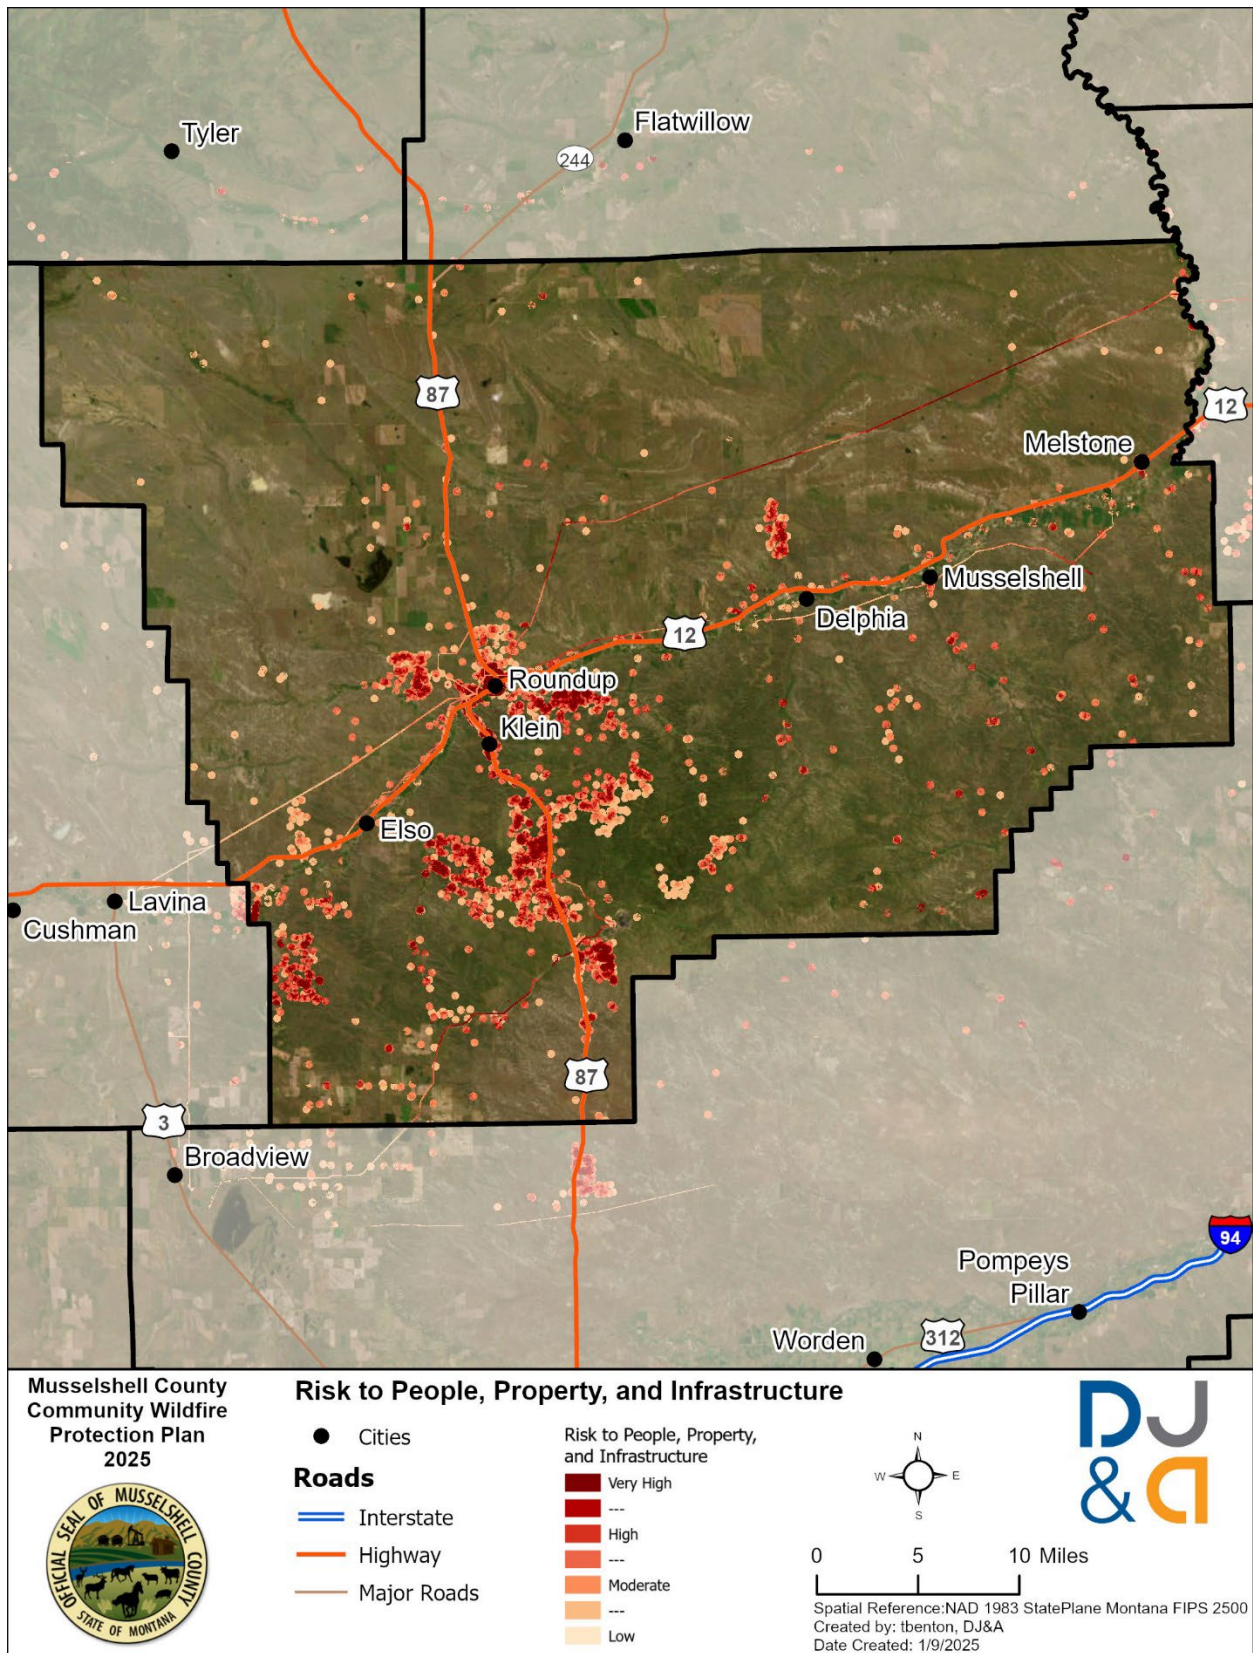 Tyler
Flatwillow
244
87
12
Melstone
Musselshell
Delphia
12
Roundup
Klein
Elso
Lavina
Cushman
87
3
Broadview
94
Pompeys
Pillar
312
Worden
Musselshell County
Community Wildfire
Protection Plan
2025
OFFICIAL SEAL OF MUSSELSHELL COUNTY
STATE OF MONTANA
Risk to People, Property, and Infrastructure
Cities
Roads
Interstate
Highway
Major Roads
Risk to People, Property,
and Infrastructure
Very High
---
High
---
Moderate
---
Low
N
W E
S
DJ
&a
0 5 10 Miles
Spatial Reference:NAD 1983 StatePlane Montana FIPS 2500
Created by: tbenton, DJ&A
Date Created: 1/9/2025